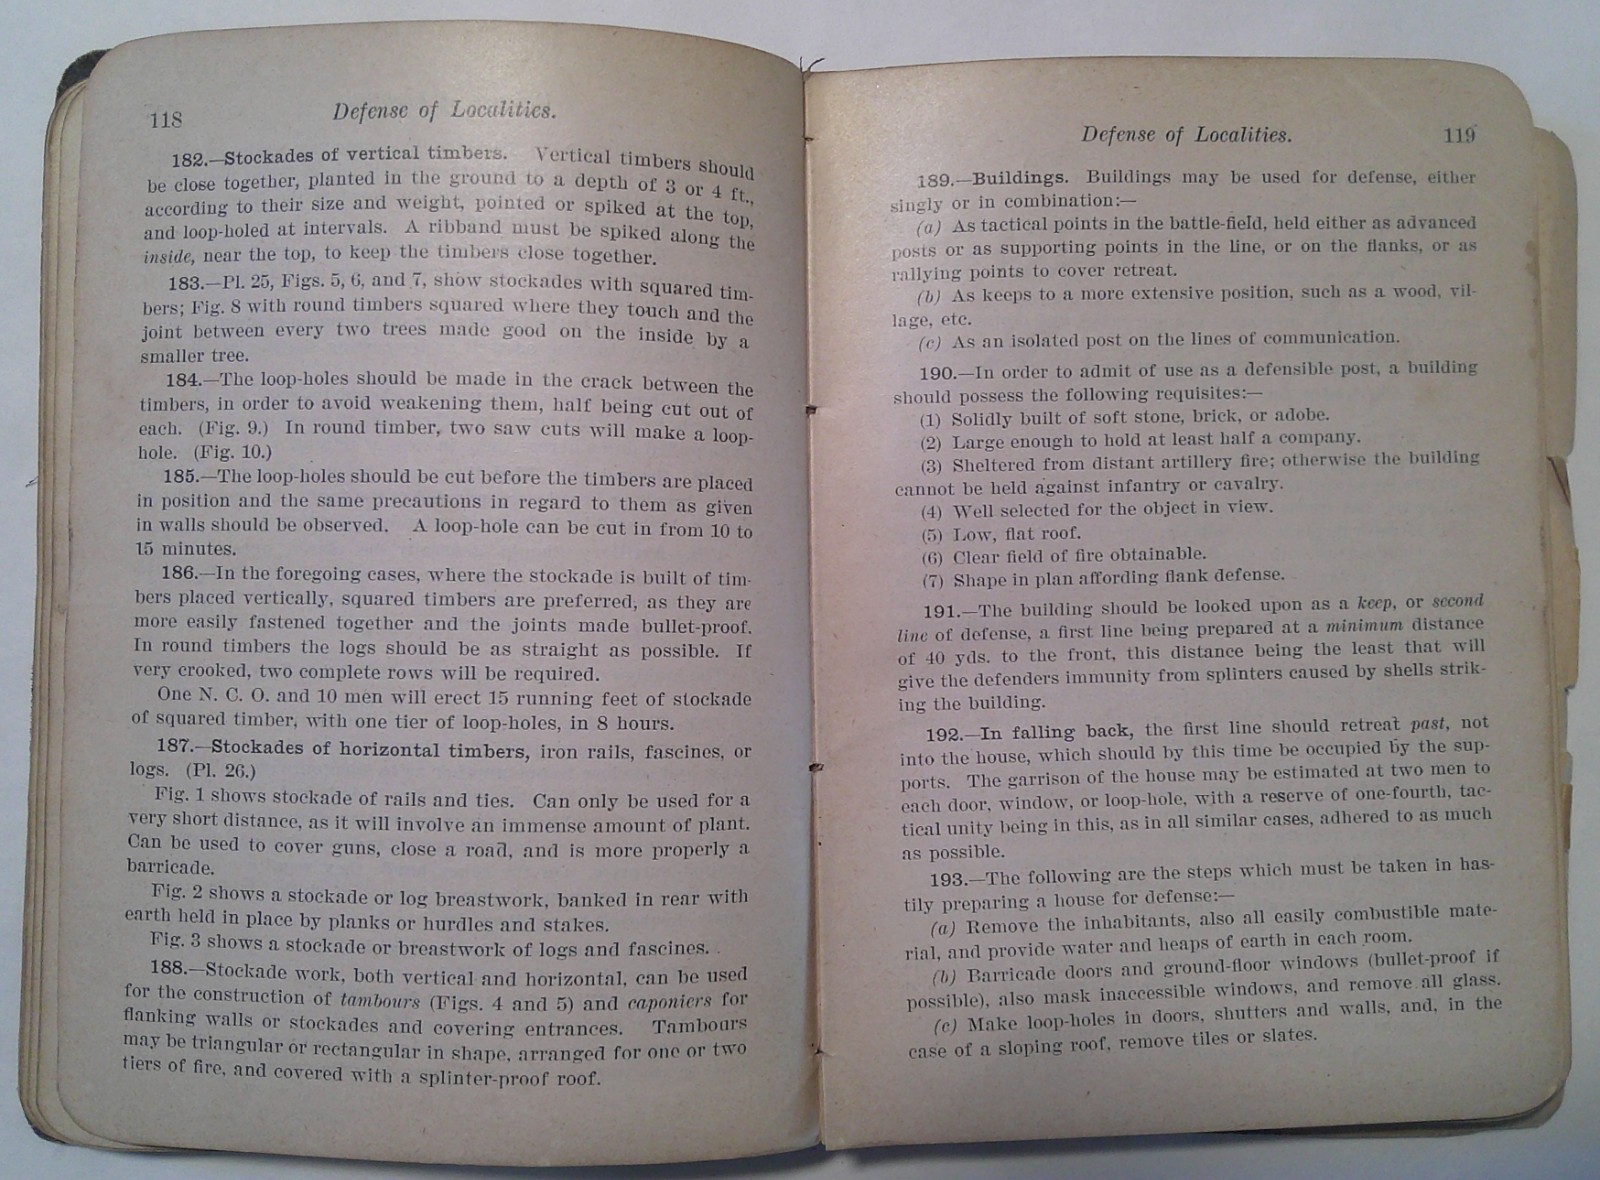 118
Defense of Localities.
182.—Stockades of vertical timbers. Vertical timbers should
be close together, planted in the ground to a depth of 3 or 4 ft.,
according to their size and weight, pointed or spiked at the top,
and loop-holed at intervals. A ribband must be spiked along the
inside, near the top, to keep the timbers close together.
183.—Pl. 25, Figs. 5, 6, and 7, show stockades with squared tim-
bers; Fig. 8 with round timbers squared where they touch and the
joint between every two trees made good on the inside by a
smaller tree.
184.—The loop-holes should be made in the crack between the
timbers, in order to avoid weakening them, half being cut out of
each. (Fig. 9.) In round timber, two saw cuts will make a loop-
hole. (Fig. 10.)
185.—The loop-holes should be cut before the timbers are placed
in position and the same precautions in regard to them as given
in walls should be observed. A loop-hole can be cut in from 10 to
15 minutes.
186.—In the foregoing cases, where the stockade is built of tim-
bers placed vertically, squared timbers are preferred, as they are
more easily fastened together and the joints made bullet-proof.
In round timbers the logs should be as straight as possible. If
very crooked, two complete rows will be required.
One N. C. O. and 10 men will erect 15 running feet of stockade
of squared timber, with one tier of loop-holes, in 8 hours.
187.—Stockades of horizontal timbers, iron rails, fascines, or
logs. (Pl. 26.)
Fig. 1 shows stockade of rails and ties. Can only be used for a
very short distance, as it will involve an immense amount of plant.
Can be used to cover guns, close a road, and is more properly a
barricade.
Fig. 2 shows a stockade or log breastwork, banked in rear with
earth held in place by planks or hurdles and stakes.
Fig. 3 shows a stockade or breastwork of logs and fascines.
188.—Stockade work, both vertical and horizontal, can be used
for the construction of tambours (Figs. 4 and 5) and caponiers for
flanking walls or stockades and covering entrances. Tambours
may be triangular or rectangular in shape, arranged for one or two
tiers of fire, and covered with a splinter-proof roof.
Defense of Localities.
119
189.—Buildings. Buildings may be used for defense, either
singly or in combination:—
(a) As tactical points in the battle-field, held either as advanced
posts or as supporting points in the line, or on the flanks, or as
rallying points to cover retreat.
(b) As keeps to a more extensive position, such as a wood, vil-
lage, etc.
(c) As an isolated post on the lines of communication.
190.—In order to admit of use as a defensible post, a building
should possess the following requisites:—
(1) Solidly built of soft stone, brick, or adobe.
(2) Large enough to hold at least half a company.
(3) Sheltered from distant artillery fire; otherwise the building
cannot be held against infantry or cavalry.
(4) Well selected for the object in view.
(5) Low, flat roof.
(6) Clear field of fire obtainable.
(7) Shape in plan affording flank defense.
191.—The building should be looked upon as a keep, or second
line of defense, a first line being prepared at a minimum distance
of 40 yds. to the front, this distance being the least that will
give the defenders immunity from splinters caused by shells strik-
ing the building.
192.—In falling back, the first line should retreat past, not
into the house, which should by this time be occupied by the sup-
ports. The garrison of the house may be estimated at two men to
each door, window, or loop-hole, with a reserve of one-fourth, tac-
tical unity being in this, as in all similar cases, adhered to as much
as possible.
193.—The following are the steps which must be taken in has-
tily preparing a house for defense:—
(a) Remove the inhabitants, also all easily combustible mate-
rial, and provide water and heaps of earth in each room.
(b) Barricade doors and ground-floor windows (bullet-proof if
possible), also mask inaccessible windows, and remove all glass.
(c) Make loop-holes in doors, shutters and walls, and, in the
case of a sloping roof, remove tiles or slates.